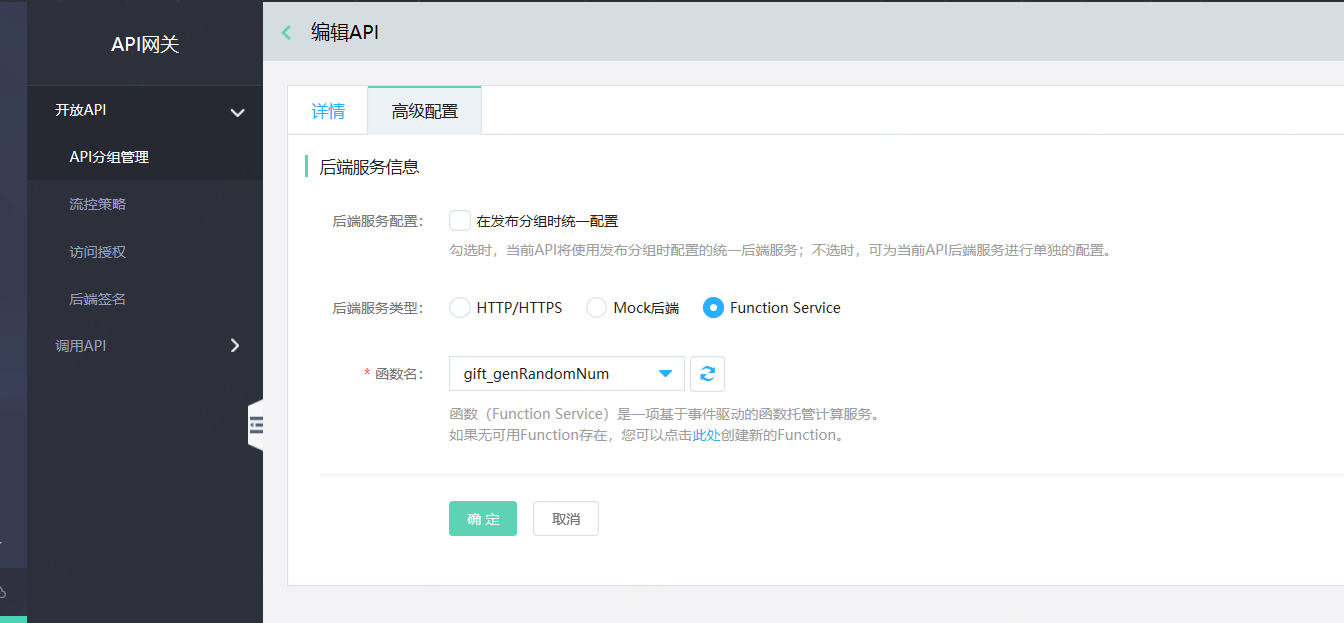 API网关
开放API
API分组管理
流控策略
访问授权
后端签名
调用API
编辑API
详情
高级配置
后端服务信息
后端服务配置： 在发布分组时统一配置
勾选时，当前API将使用发布分组时配置的统一后端服务；不选时，可为当前API后端服务进行单独的配置。
后端服务类型： HTTP/HTTPS Mock后端 Function Service
* 函数名： gift_genRandomNum
函数（Function Service）是一项基于事件驱动的函数托管计算服务。
如果无可用Function存在，您可以点击此处创建新的Function。
确 定 取消